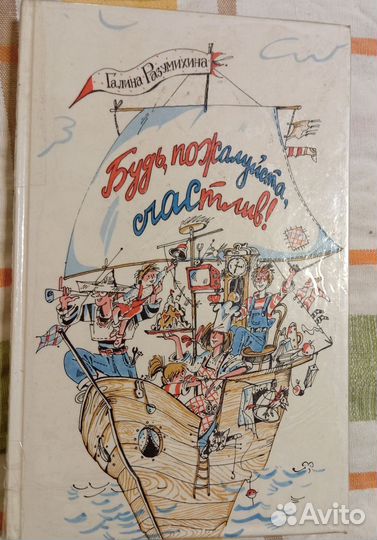 Галина Разумихина
Будь, пожалуйста,
счастлив!
Avito